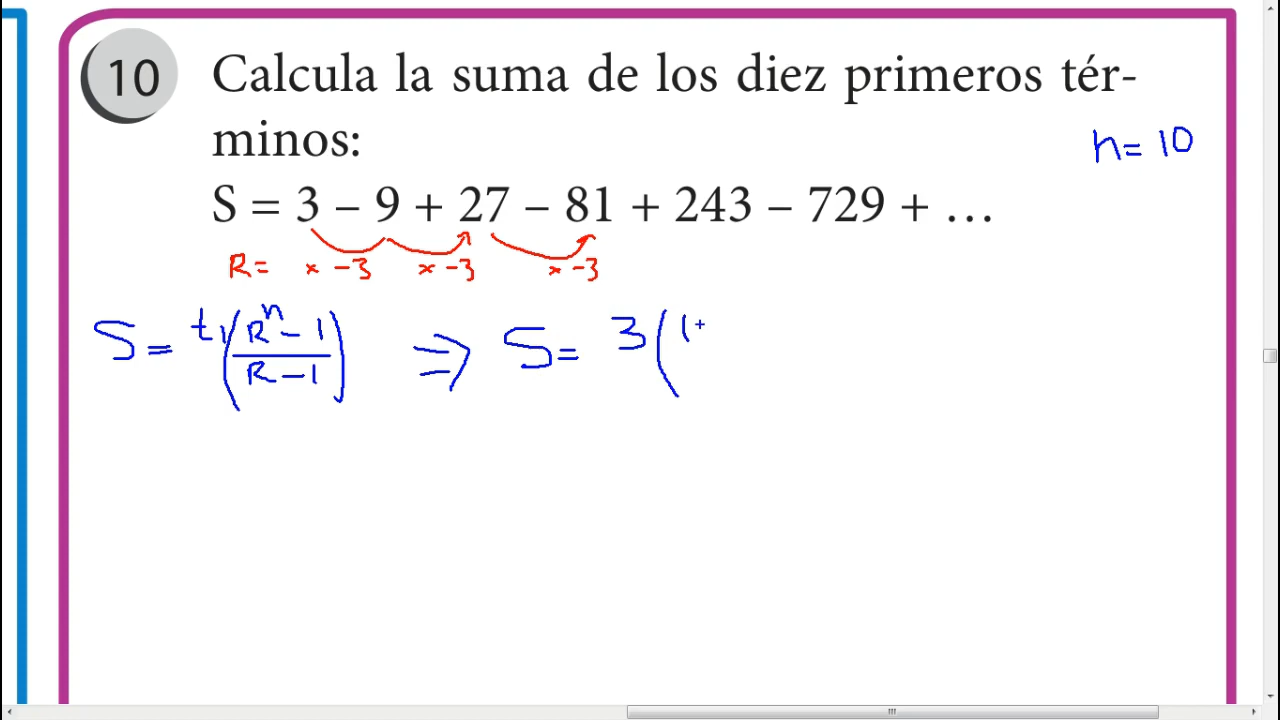 10 Calcula la suma de los diez primeros tér-
minos:
n = 10
S = 3 – 9 + 27 – 81 + 243 – 729 + ...
R = x -3 x -3 x -3
S = t1 (R^n - 1 / R - 1) ⇒ S = 3 (